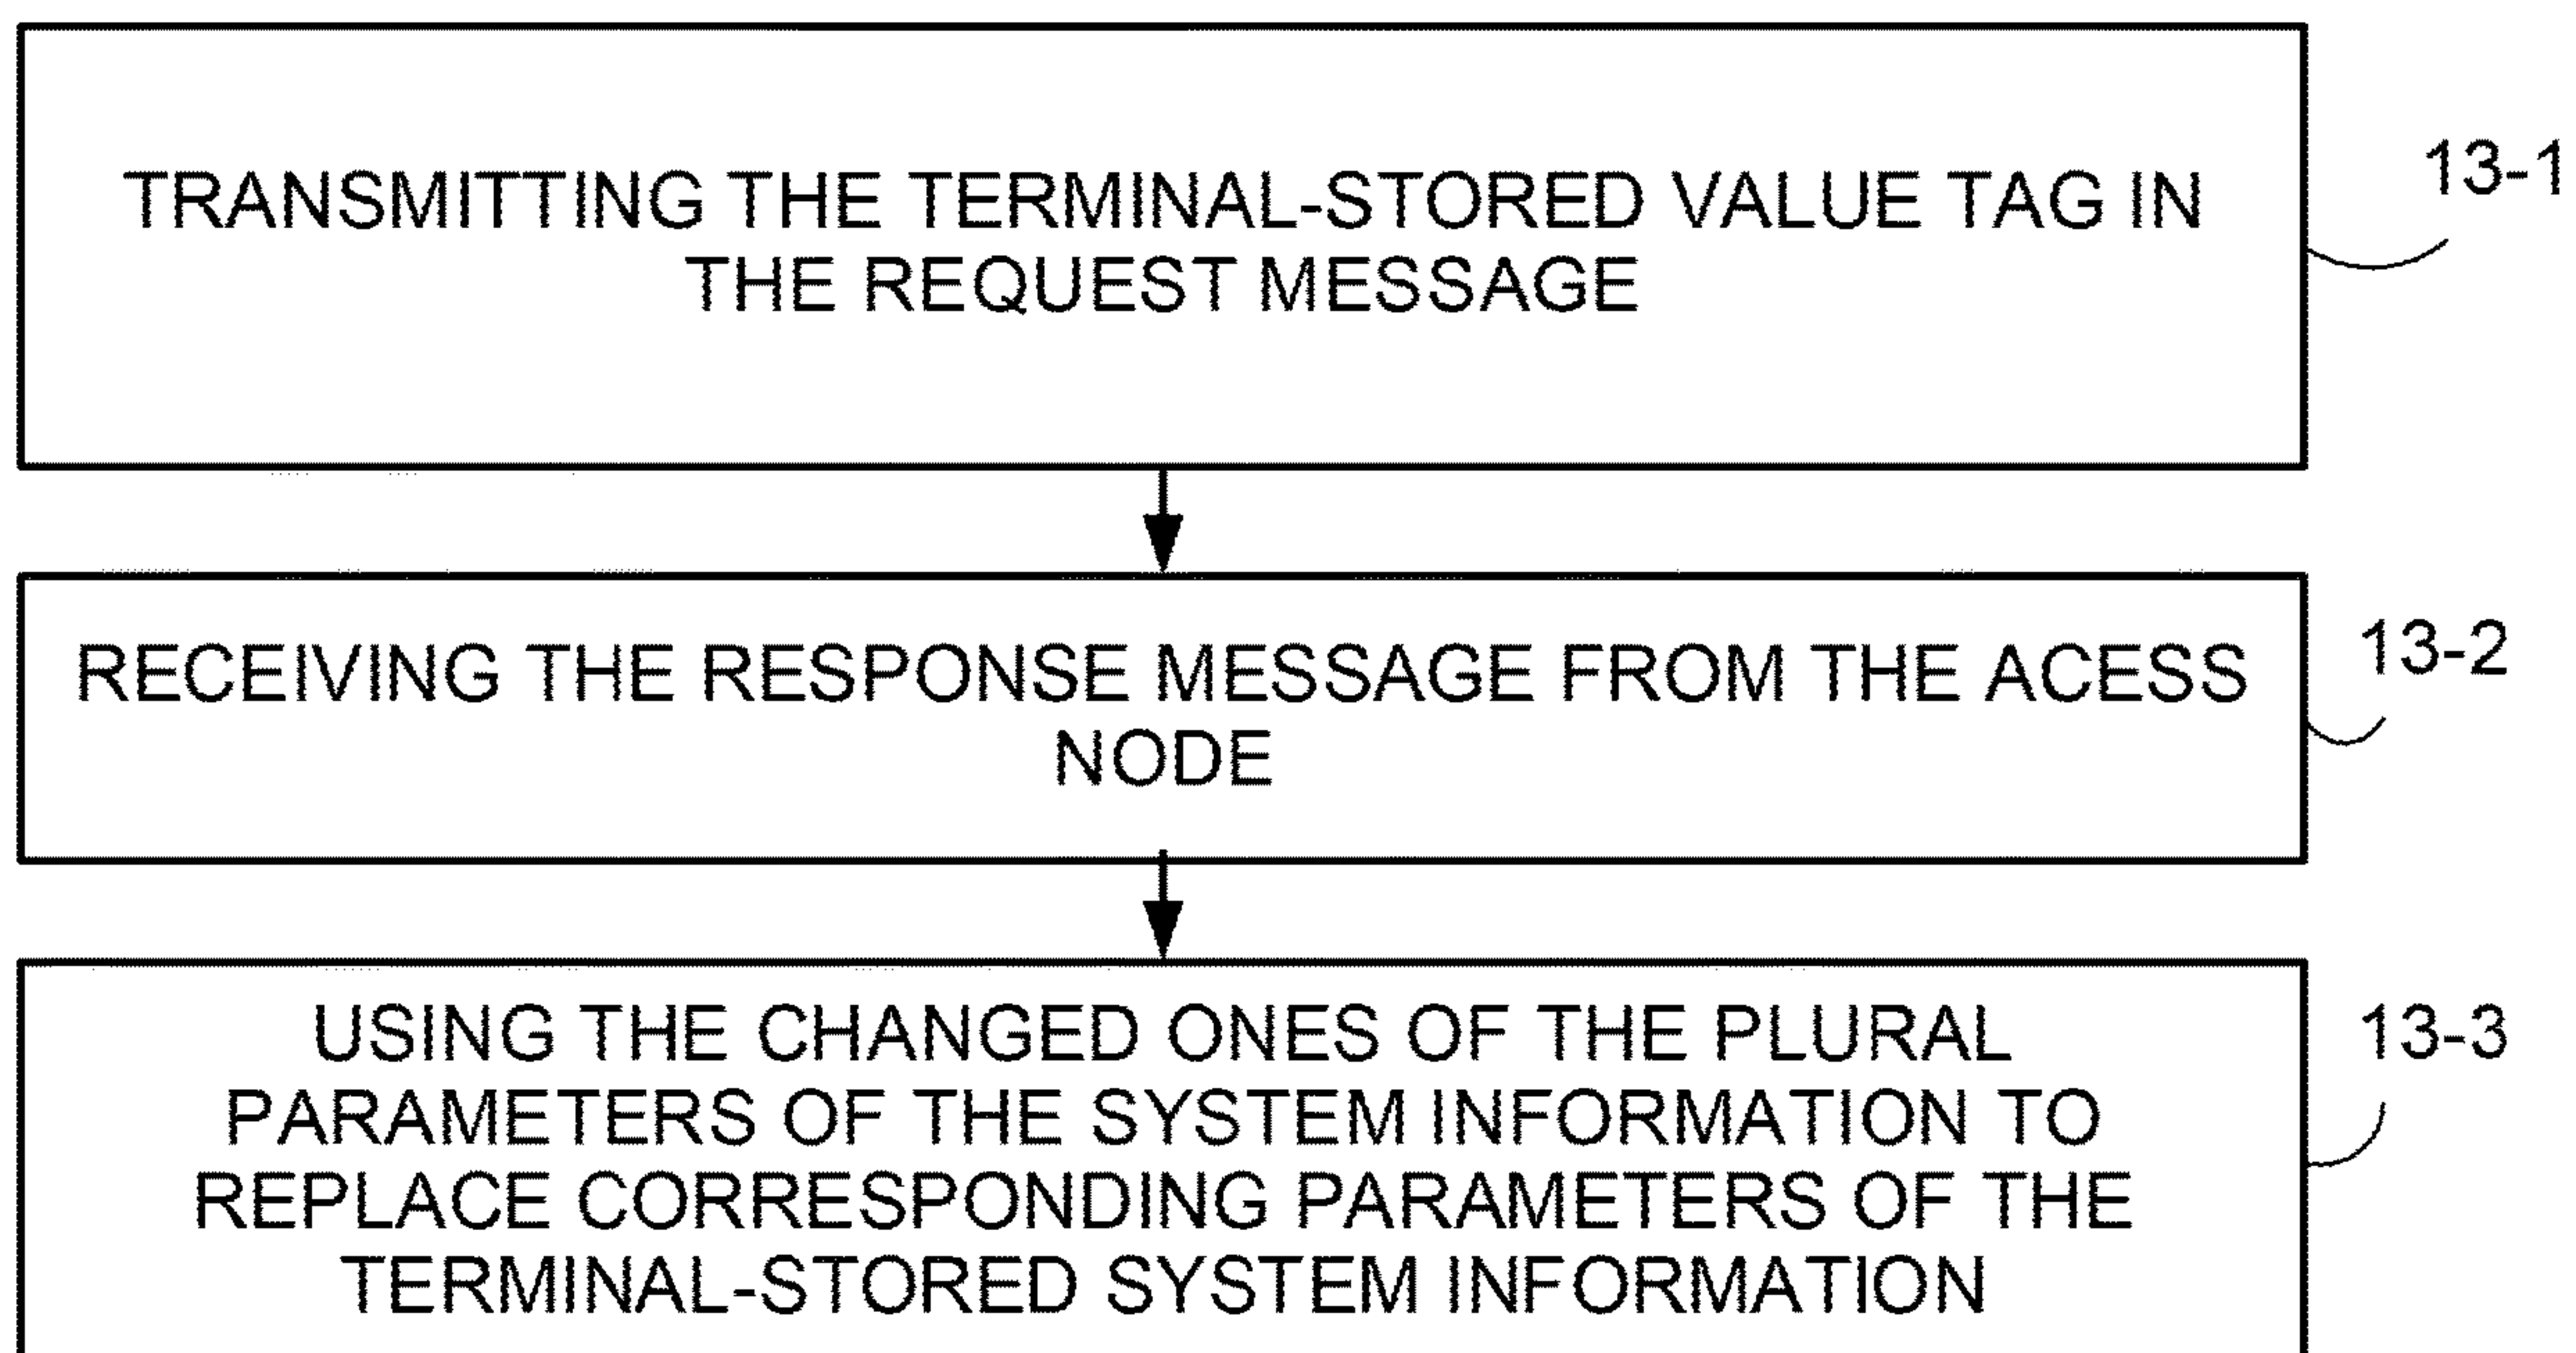 TRANSMITTING THE TERMINAL-STORED VALUE TAG IN
THE REQUEST MESSAGE
13-1
RECEIVING THE RESPONSE MESSAGE FROM THE ACESS
NODE
13-2
USING THE CHANGED ONES OF THE PLURAL
PARAMETERS OF THE SYSTEM INFORMATION TO
REPLACE CORRESPONDING PARAMETERS OF THE
TERMINAL-STORED SYSTEM INFORMATION
13-3